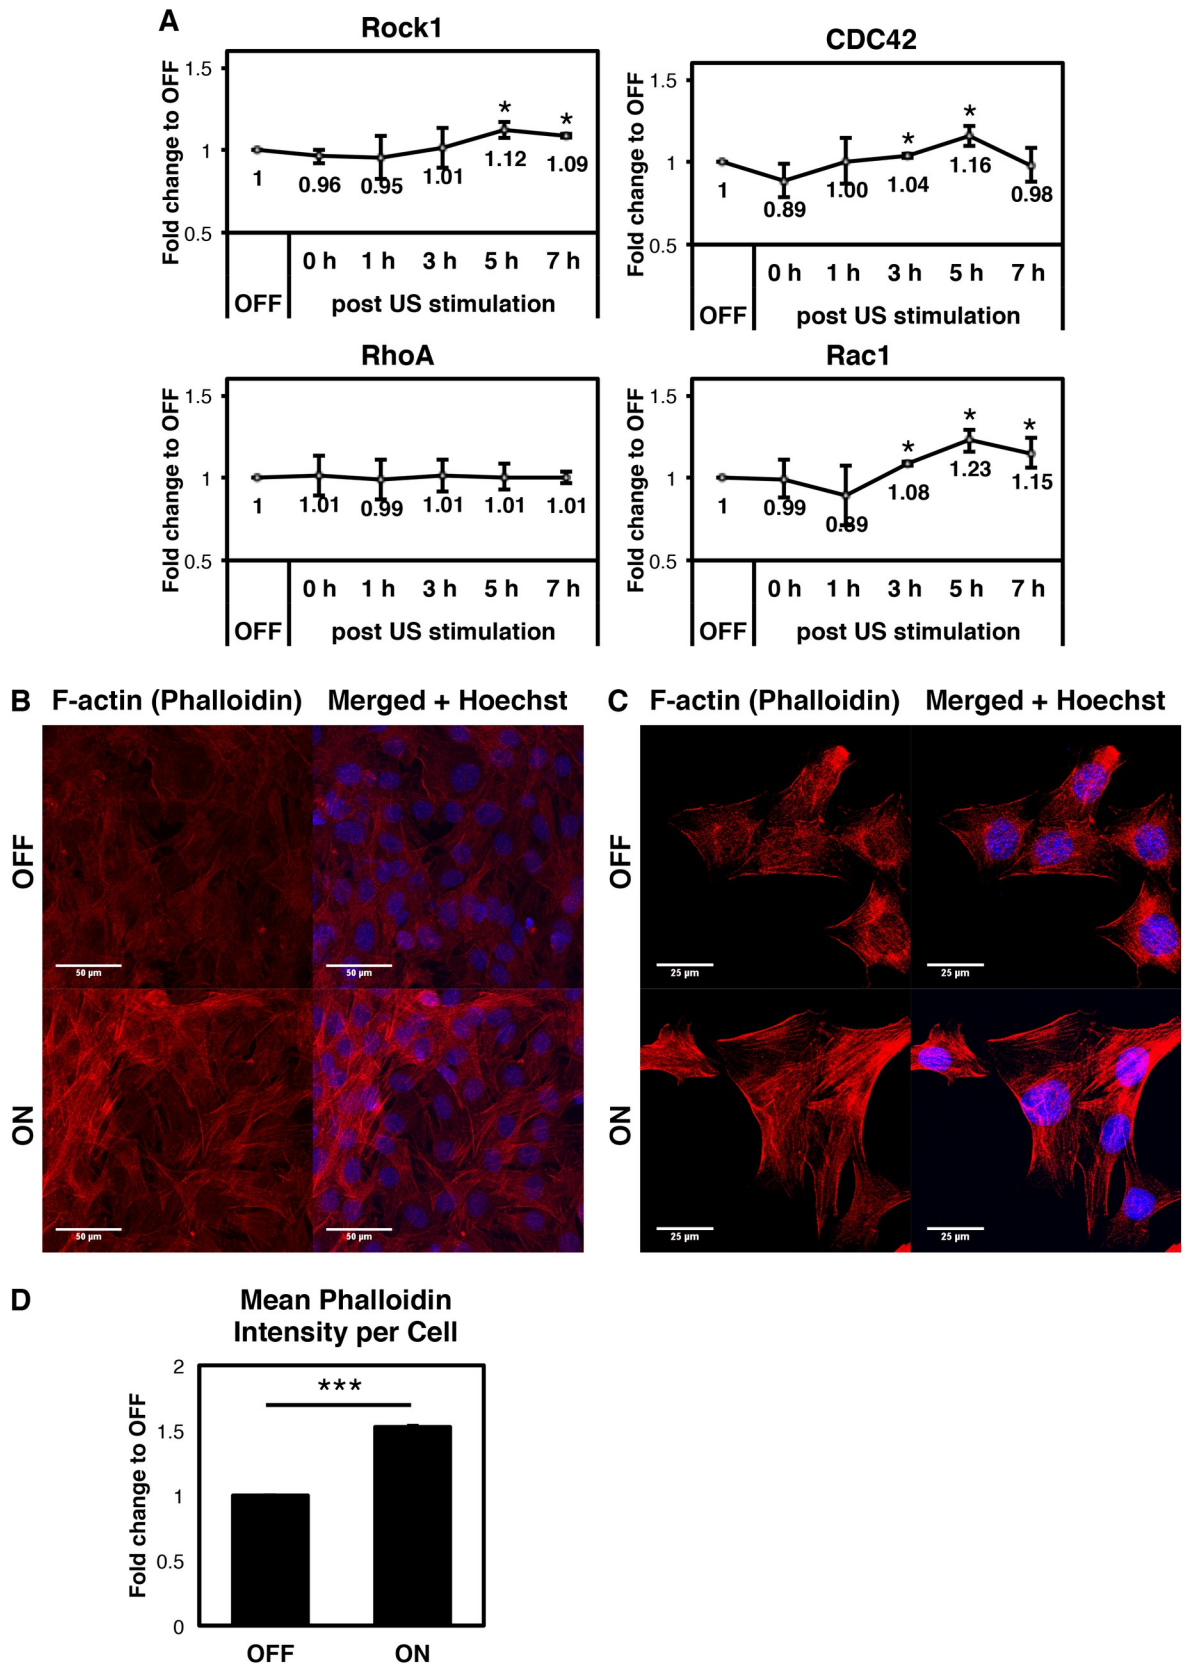 A
Rock1
Fold change to OFF
1.5
1
0.5
*
*
1
0.96
0.95
1.01
1.12
1.09
0 h 1 h 3 h 5 h 7 h
OFF post US stimulation
CDC42
Fold change to OFF
1.5
1
0.5
*
*
1
0.89
1.00
1.04
1.16
0.98
0 h 1 h 3 h 5 h 7 h
OFF post US stimulation
RhoA
Fold change to OFF
1.5
1
0.5
1
1.01
0.99
1.01
1.01
1.01
0 h 1 h 3 h 5 h 7 h
OFF post US stimulation
Rac1
Fold change to OFF
1.5
1
0.5
*
*
*
1
0.99
0.89
1.08
1.23
1.15
0 h 1 h 3 h 5 h 7 h
OFF post US stimulation
B F-actin (Phalloidin) Merged + Hoechst
OFF
50 µm 50 µm
ON
50 µm 50 µm
C F-actin (Phalloidin) Merged + Hoechst
OFF
25 µm 25 µm
ON
25 µm 25 µm
D
Mean Phalloidin
Intensity per Cell
Fold change to OFF
2
1.5
1
0.5
0
***
OFF ON